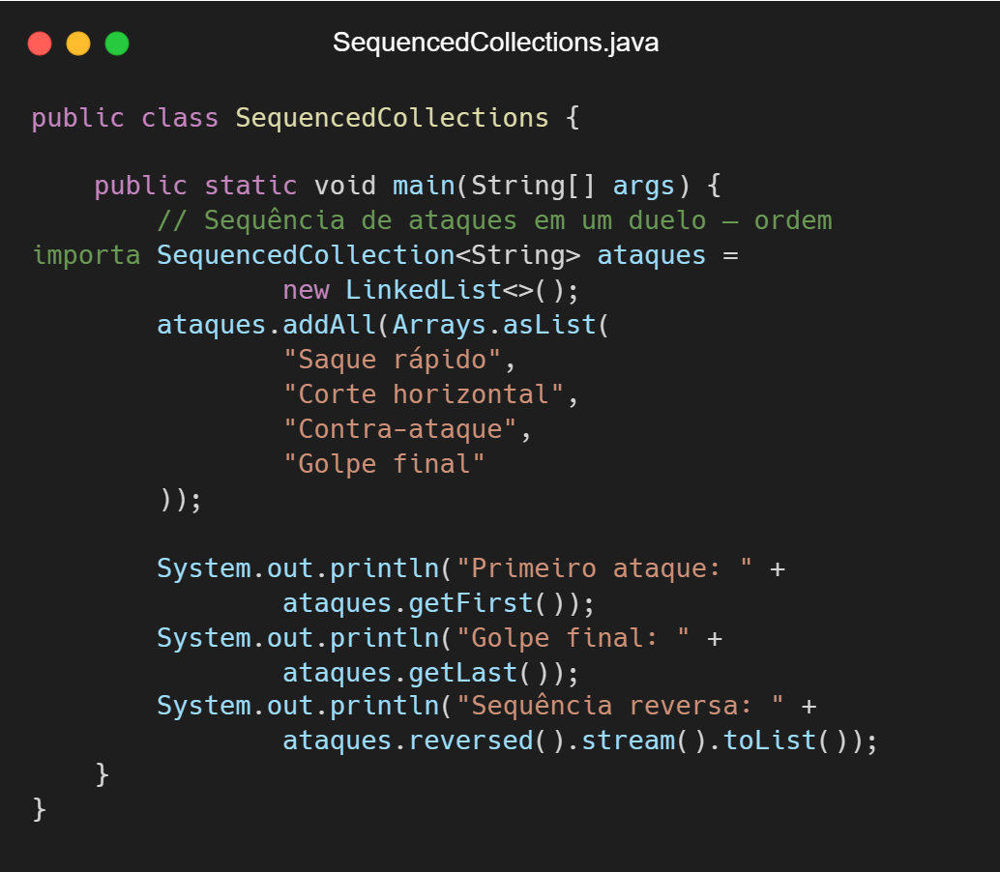 SequencedCollections.java
public class SequencedCollections {
    public static void main(String[] args) {
        // Sequência de ataques em um duelo — ordem
importa SequencedCollection<String> ataques =
                new LinkedList<>();
        ataques.addAll(Arrays.asList(
                "Saque rápido",
                "Corte horizontal",
                "Contra-ataque",
                "Golpe final"
        ));
        System.out.println("Primeiro ataque: " +
                ataques.getFirst());
        System.out.println("Golpe final: " +
                ataques.getLast());
        System.out.println("Sequência reversa: " +
                ataques.reversed().stream().toList());
    }
}